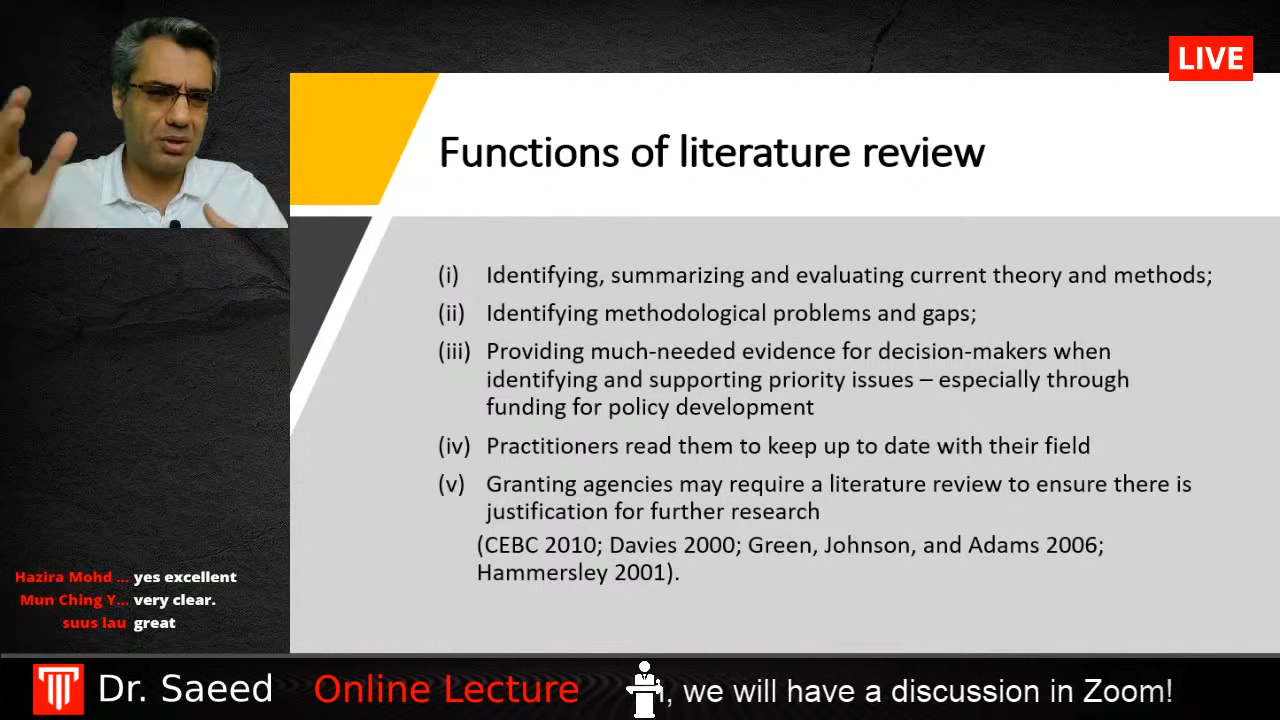 LIVE
Functions of literature review
(i) Identifying, summarizing and evaluating current theory and methods;
(ii) Identifying methodological problems and gaps;
(iii) Providing much-needed evidence for decision-makers when
identifying and supporting priority issues – especially through
funding for policy development
(iv) Practitioners read them to keep up to date with their field
(v) Granting agencies may require a literature review to ensure there is
justification for further research
(CEBC 2010; Davies 2000; Green, Johnson, and Adams 2006;
Hammersley 2001).
Hazira Mohd ... yes excellent
Mun Ching Y... very clear.
suus lau great
Dr. Saeed Online Lecture , we will have a discussion in Zoom!